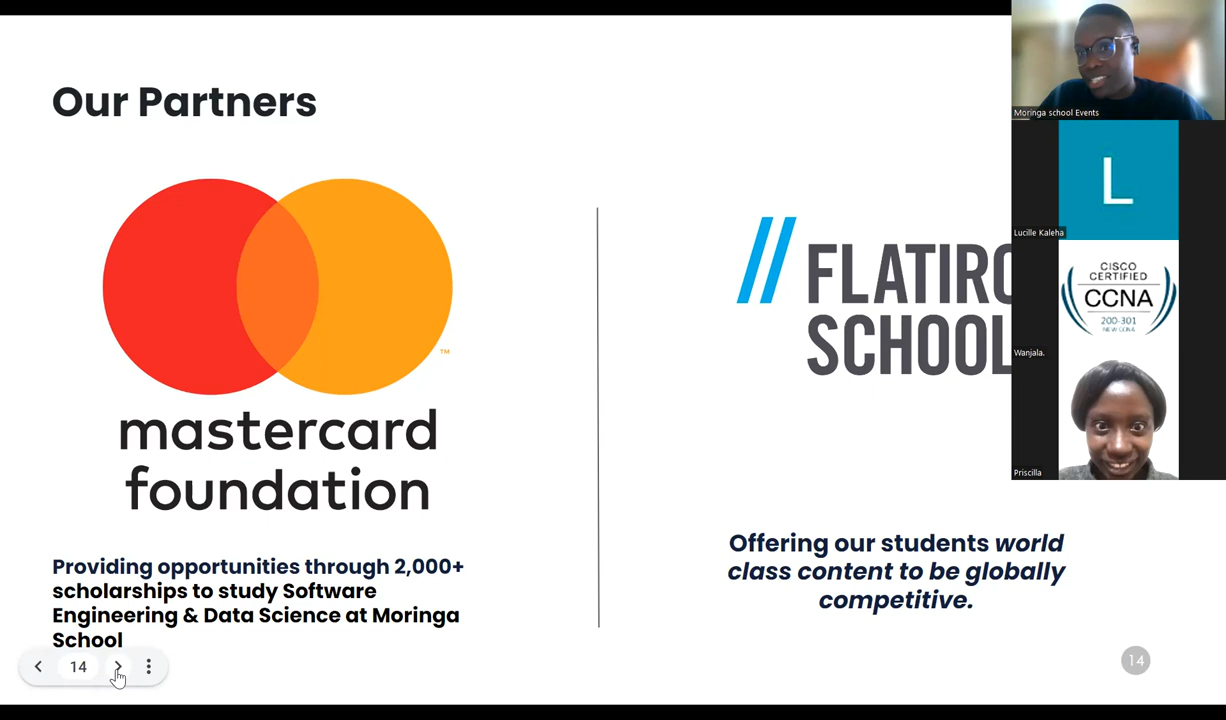 Our Partners
mastercard
foundation
TM
Providing opportunities through 2,000+
scholarships to study Software
Engineering & Data Science at Moringa
School
14
// FLATIRO
SCHOOL
Offering our students world
class content to be globally
competitive.
14
Moringa school Events
L
Lucille Kaleha
CISCO
CERTIFIED
CCNA
200-301
NEW CCNA
Wanjala.
Priscilla